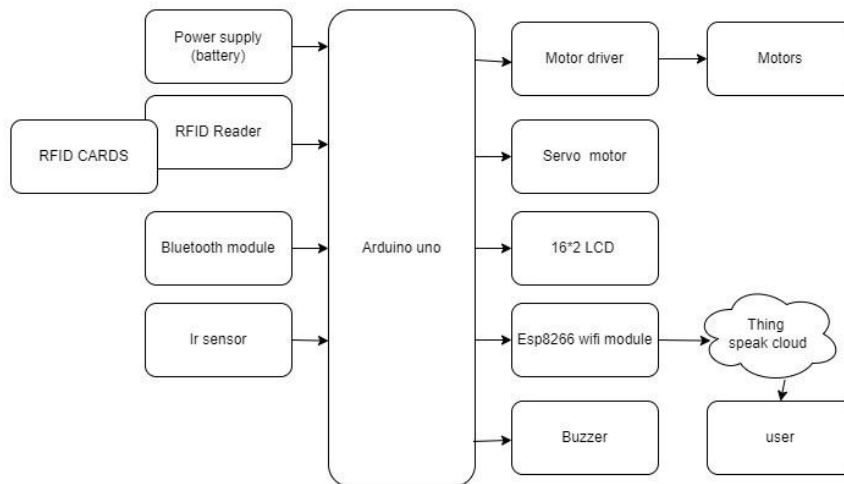 Power supply
(battery)
RFID Reader
RFID CARDS
Bluetooth module
Ir sensor
Arduino uno
Motor driver
Motors
Servo motor
16*2 LCD
Esp8266 wifi module
Thing
speak cloud
Buzzer
user